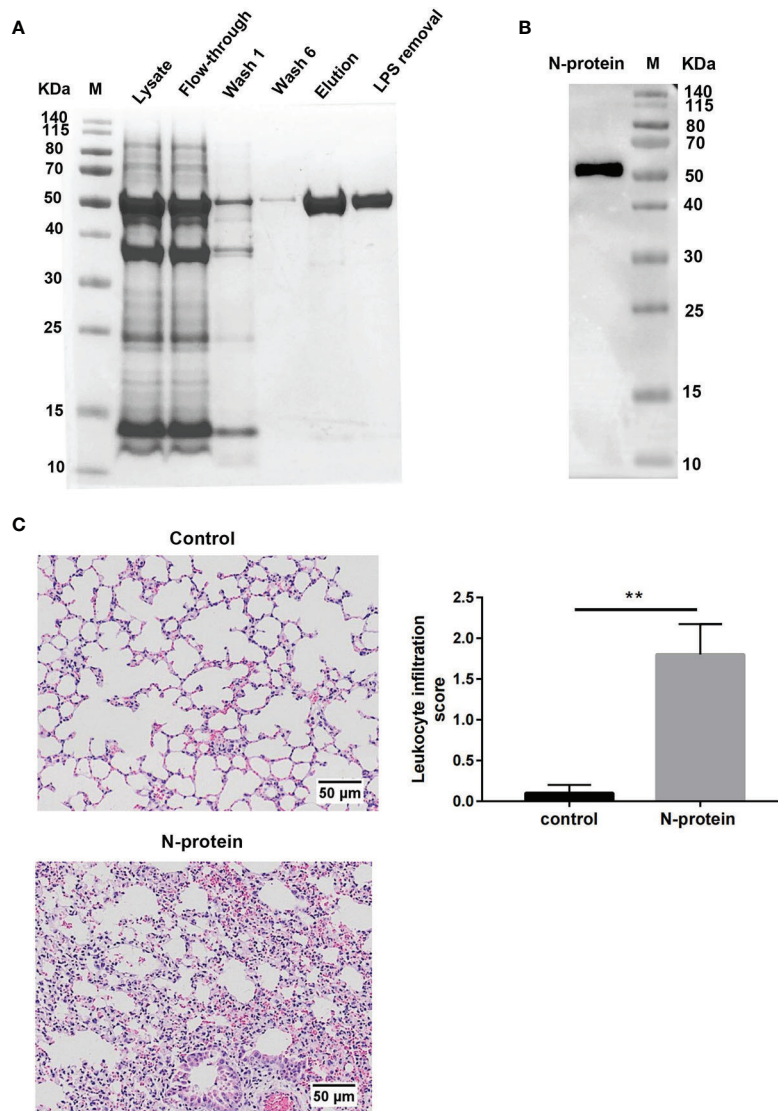 A
KDa M Lysate Flow-through Wash 1 Wash 6 Elution LPS removal
140
115
80
70
50
40
30
25
15
10
B
N-protein M KDa
140
115
80
70
50
40
30
25
15
10
C
Control
50 µm
N-protein
50 µm
Leukocyte infiltration
score
2.5
2.0
1.5
1.0
0.5
0.0
**
control N-protein